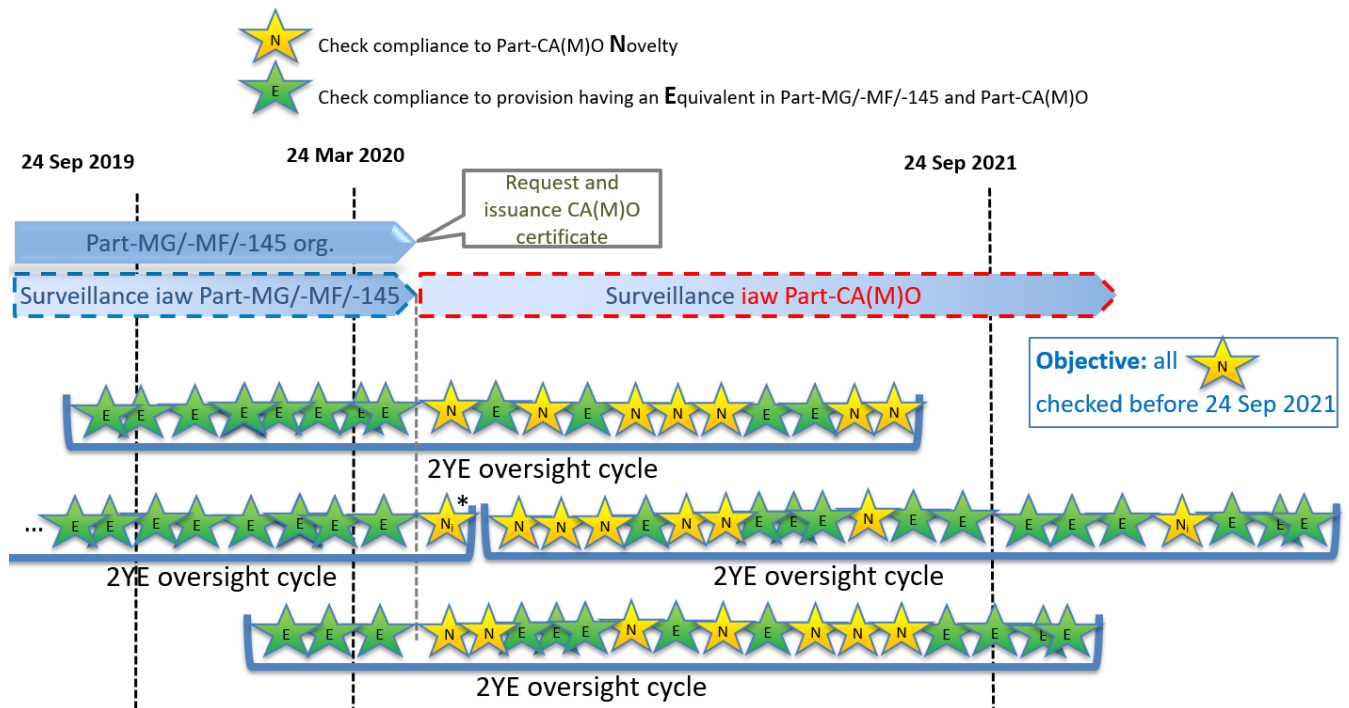 N Check compliance to Part-CA(M)O Novelty
E Check compliance to provision having an Equivalent in Part-MG/-MF/-145 and Part-CA(M)O
24 Sep 2019
24 Mar 2020
24 Sep 2021
Request and
issuance CA(M)O
certificate
Part-MG/-MF/-145 org.
Surveillance iaw Part-MG/-MF/-145
Surveillance iaw Part-CA(M)O
Objective: all N
checked before 24 Sep 2021
E E E E E E E E N E N E N N N E E N N
2YE oversight cycle
... E E E E E E E E Ni *
N N N E N N E E E N E E E E E Ni E E E
2YE oversight cycle
2YE oversight cycle
E E E N N E E E N E N E N N N E E E E
2YE oversight cycle